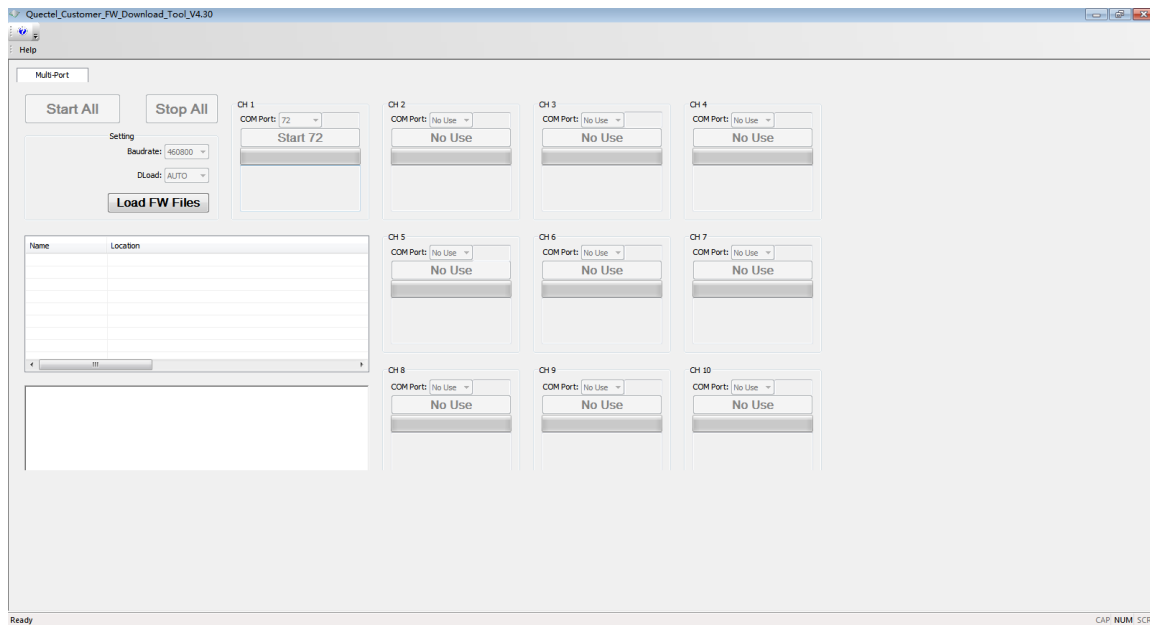 Quectel_Customer_FW_Download_Tool_V4.30
Help
Multi-Port
Start All Stop All
Setting
Baudrate: 460800
DLoad: AUTO
Load FW Files
CH 1
COM Port: 72
Start 72
CH 2
COM Port: No Use
No Use
CH 3
COM Port: No Use
No Use
CH 4
COM Port: No Use
No Use
Name Location
CH 5
COM Port: No Use
No Use
CH 6
COM Port: No Use
No Use
CH 7
COM Port: No Use
No Use
CH 8
COM Port: No Use
No Use
CH 9
COM Port: No Use
No Use
CH 10
COM Port: No Use
No Use
Ready CAP NUM SCR